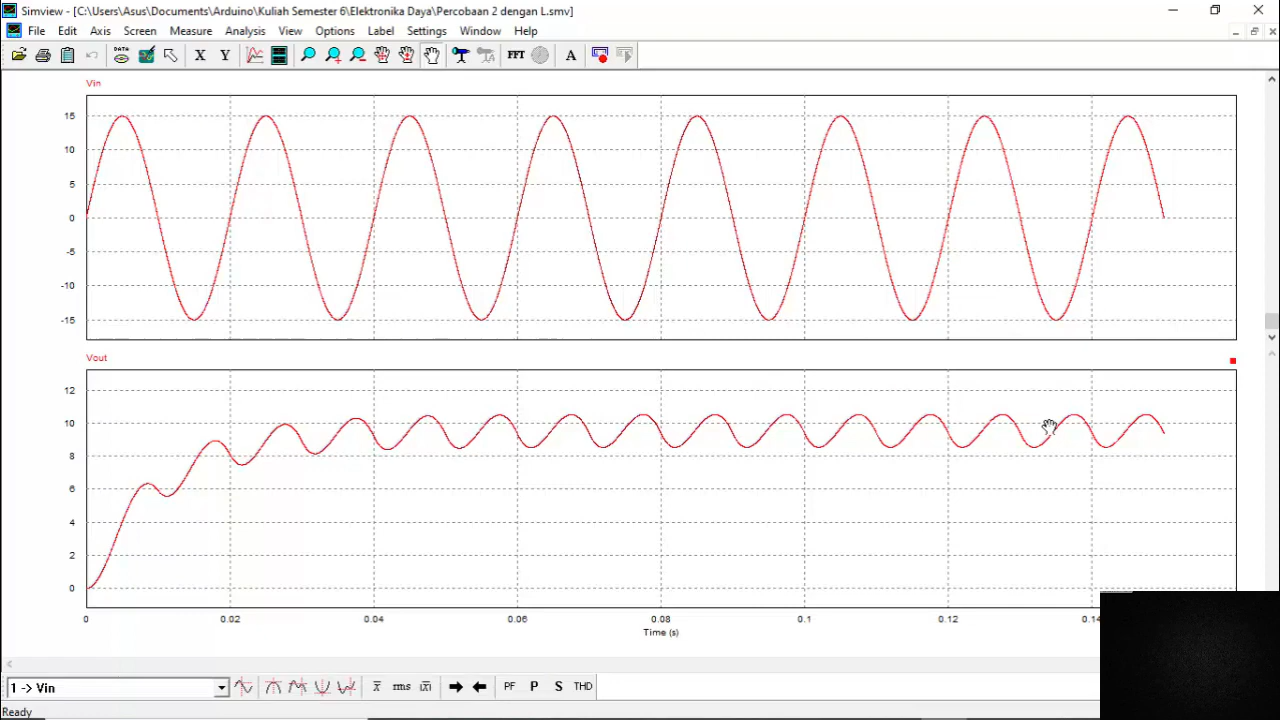 Simview - [C:\Users\Asus\Documents\Arduino\Kuliah Semester 6\Elektronika Daya\Percobaan 2 dengan L.smv]
File Edit Axis Screen Measure Analysis View Options Label Settings Window Help
DATA X Y FFT A
Vin
15
10
5
0
-5
-10
-15
Vout
12
10
8
6
4
2
0
0 0.02 0.04 0.06 0.08 0.1 0.12 0.14
Time (s)
1 -> Vin x rms |x| PF P S THD
Ready